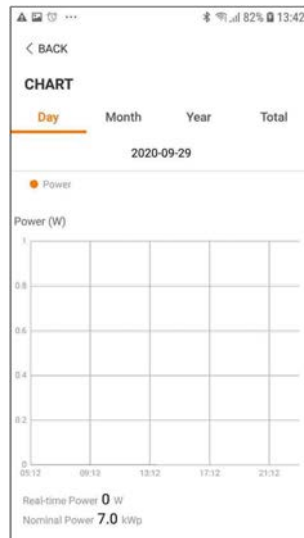 82% 13:42
< BACK
CHART
Day Month Year Total
2020-09-29
Power
Power (W)
1
0.8
0.6
0.4
0.2
0
05:12 09:12 13:12 17:12 21:12
Real-time Power 0 W
Nominal Power 7.0 kWp